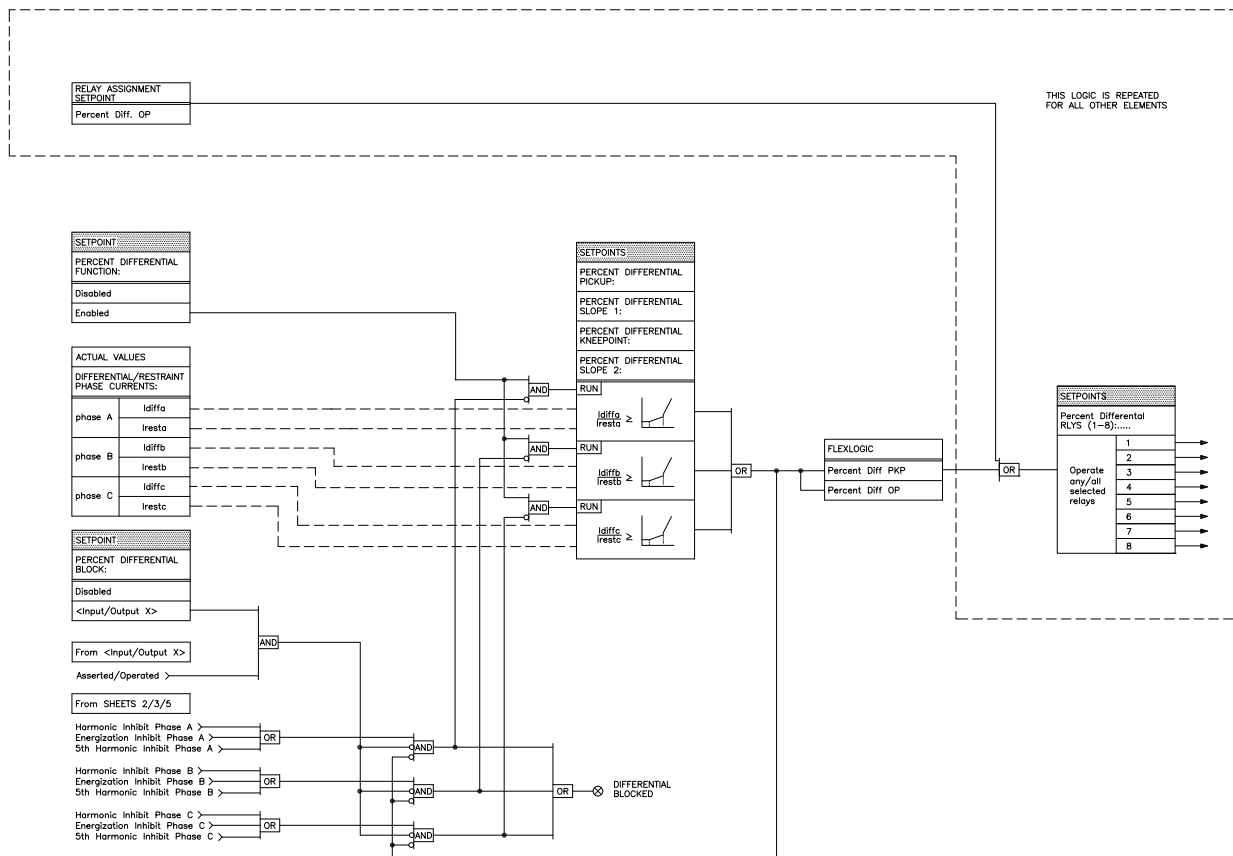 RELAY ASSIGNMENT
SETPOINT
Percent Diff. OP
THIS LOGIC IS REPEATED
FOR ALL OTHER ELEMENTS
SETPOINT
PERCENT DIFFERENTIAL
FUNCTION:
Disabled
Enabled
ACTUAL VALUES
DIFFERENTIAL/RESTRAINT
PHASE CURRENTS:
phase A
Idiffa
Iresta
phase B
Idiffb
Irestb
phase C
Idiffc
Irestc
SETPOINT
PERCENT DIFFERENTIAL
BLOCK:
Disabled
<Input/Output X>
From <Input/Output X>
Asserted/Operated
AND
From SHEETS 2/3/5
Harmonic Inhibit Phase A
Energization Inhibit Phase A
5th Harmonic Inhibit Phase A
OR
Harmonic Inhibit Phase B
Energization Inhibit Phase B
5th Harmonic Inhibit Phase B
OR
Harmonic Inhibit Phase C
Energization Inhibit Phase C
5th Harmonic Inhibit Phase C
OR
AND
AND
AND
OR
DIFFERENTIAL
BLOCKED
AND
AND
AND
SETPOINTS
PERCENT DIFFERENTIAL
PICKUP:
PERCENT DIFFERENTIAL
SLOPE 1:
PERCENT DIFFERENTIAL
KNEEPOINT:
PERCENT DIFFERENTIAL
SLOPE 2:
RUN
Idiffa
Iresta
≥
RUN
Idiffb
Irestb
≥
RUN
Idiffc
Irestc
≥
OR
FLEXLOGIC
Percent Diff PKP
Percent Diff OP
OR
SETPOINTS
Percent Differental
RLYS (1-8):.....
Operate
any/all
selected
relays
1
2
3
4
5
6
7
8